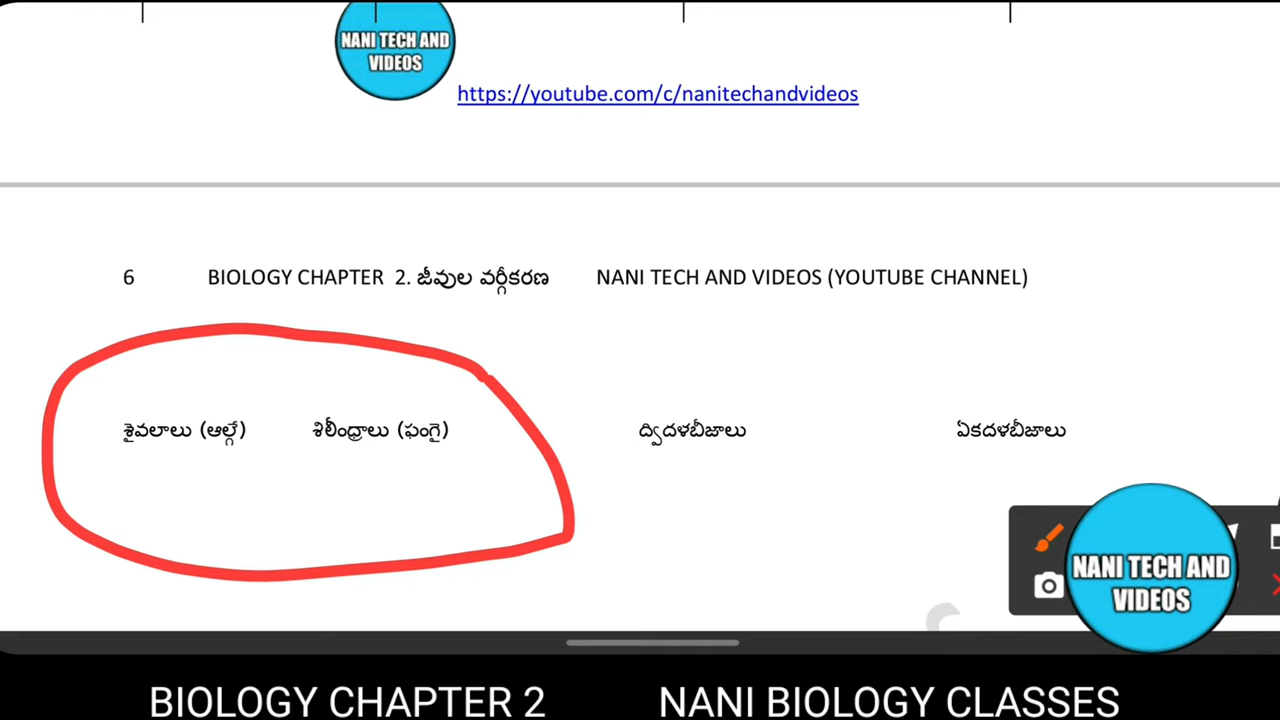 NANI TECH AND
VIDEOS
https://youtube.com/c/nanitechandvideos
6 BIOLOGY CHAPTER 2. జీవుల వర్గీకరణ NANI TECH AND VIDEOS (YOUTUBE CHANNEL)
శైవలాలు (ఆల్గే) శిలీంధ్రాలు (ఫంగై) ద్విదళబీజాలు ఏకదళబీజాలు
NANI TECH AND
VIDEOS
BIOLOGY CHAPTER 2 NANI BIOLOGY CLASSES